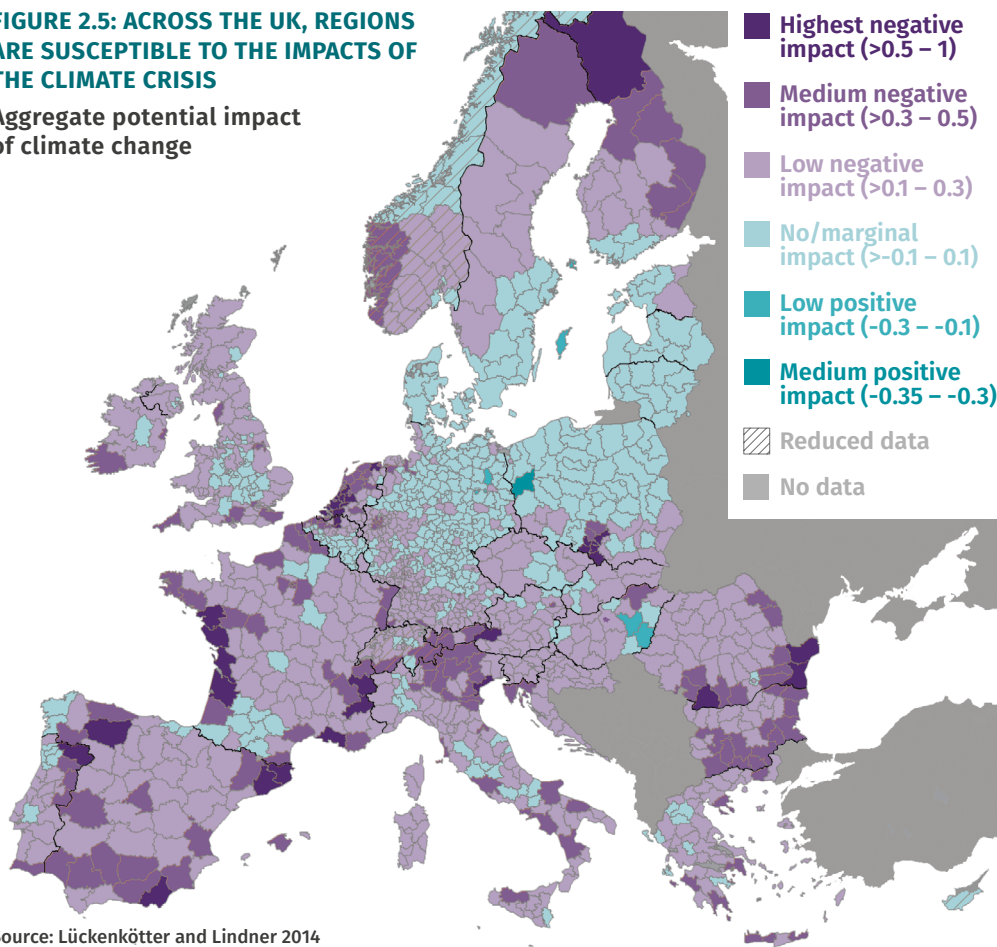 FIGURE 2.5: ACROSS THE UK, REGIONS
ARE SUSCEPTIBLE TO THE IMPACTS OF
THE CLIMATE CRISIS
Aggregate potential impact
of climate change
Highest negative
impact (>0.5 – 1)
Medium negative
impact (>0.3 – 0.5)
Low negative
impact (>0.1 – 0.3)
No/marginal
impact (>-0.1 – 0.1)
Low positive
impact (-0.3 – -0.1)
Medium positive
impact (-0.35 – -0.3)
Reduced data
No data
Source: Lückenkötter and Lindner 2014